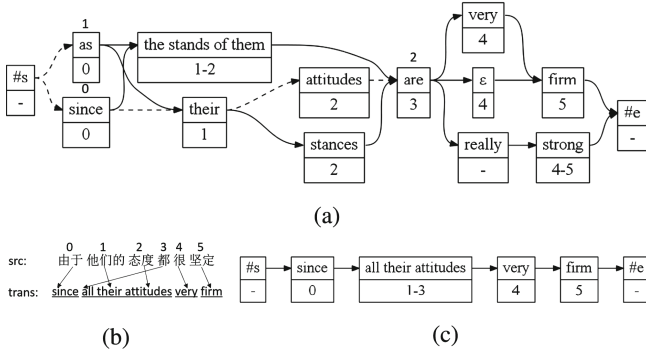 1
as
0
#s
-
0
since
0
the stands of them
1-2
their
1
attitudes
2
stances
2
2
are
3
very
4
ε
4
firm
5
really
-
strong
4-5
#e
-
(a)
0 1 2 3 4 5
src: 由于 他们的 态度 都 很 坚定
trans: since all their attitudes very firm
(b)
#s since all their attitudes very firm #e
- 0 1-3 4 5 -
(c)